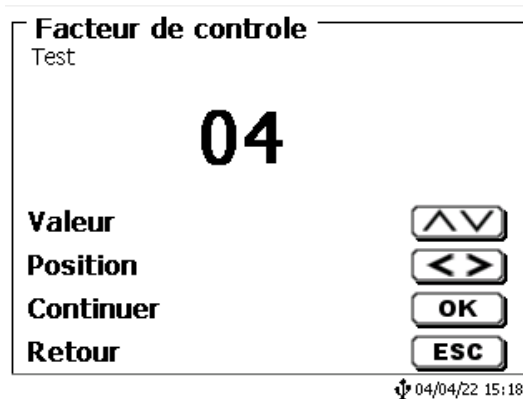 Facteur de controle
Test
04
Valeur
Position
Continuer OK
Retour ESC
04/04/22 15:18